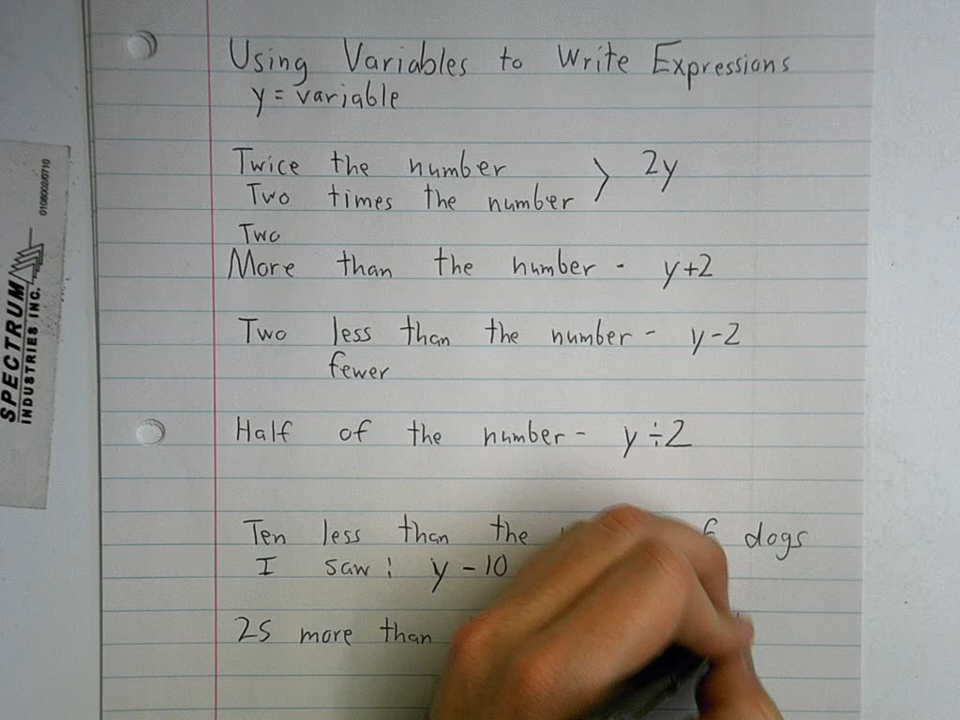 Using Variables to Write Expressions
y = variable
Twice the number
Two times the number > 2y
Two
More than the number - y+2
Two less than the number - y-2
fewer
Half of the number - y÷2
Ten less than the dogs
I saw: y-10
25 more than
SPECTRUM
INDUSTRIES INC.
0108000/0710